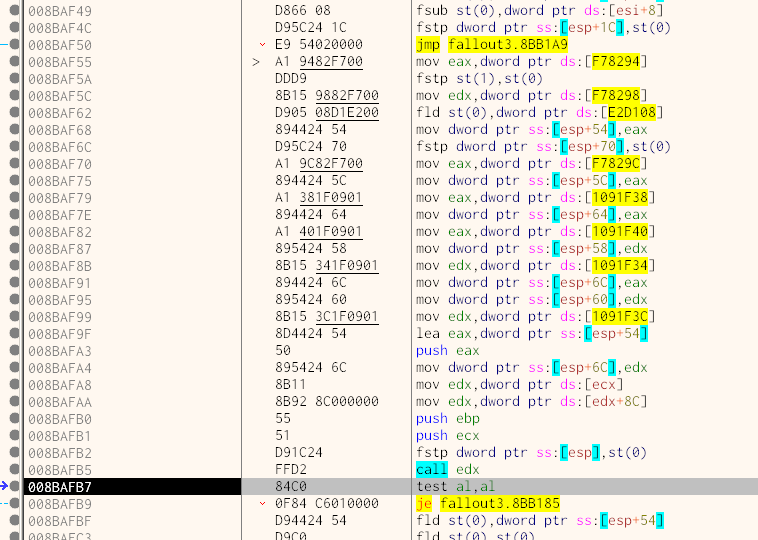 008BAF49 D866 08 fsub st(0),dword ptr ds:[esi+8]
008BAF4C D95C24 1C fstp dword ptr ss:[esp+1C],st(0)
008BAF50 E9 54020000 jmp fallout3.8BB1A9
008BAF55 > A1 9482F700 mov eax,dword ptr ds:[F78294]
008BAF5A DDD9 fstp st(1),st(0)
008BAF5C 8B15 9882F700 mov edx,dword ptr ds:[F78298]
008BAF62 D905 08D1E200 fld st(0),dword ptr ds:[E2D108]
008BAF68 894424 54 mov dword ptr ss:[esp+54],eax
008BAF6C D95C24 70 fstp dword ptr ss:[esp+70],st(0)
008BAF70 A1 9C82F700 mov eax,dword ptr ds:[F7829C]
008BAF75 894424 5C mov dword ptr ss:[esp+5C],eax
008BAF79 A1 381F0901 mov eax,dword ptr ds:[1091F38]
008BAF7E 894424 64 mov dword ptr ss:[esp+64],eax
008BAF82 A1 401F0901 mov eax,dword ptr ds:[1091F40]
008BAF87 895424 58 mov dword ptr ss:[esp+58],edx
008BAF8B 8B15 341F0901 mov edx,dword ptr ds:[1091F34]
008BAF91 894424 6C mov dword ptr ss:[esp+6C],eax
008BAF95 895424 60 mov dword ptr ss:[esp+60],edx
008BAF99 8B15 3C1F0901 mov edx,dword ptr ds:[1091F3C]
008BAF9F 8D4424 54 lea eax,dword ptr ss:[esp+54]
008BAFA3 50 push eax
008BAFA4 895424 6C mov dword ptr ss:[esp+6C],edx
008BAFA8 8B11 mov edx,dword ptr ds:[ecx]
008BAFAA 8B92 8C000000 mov edx,dword ptr ds:[edx+8C]
008BAFB0 55 push ebp
008BAFB1 51 push ecx
008BAFB2 D91C24 fstp dword ptr ss:[esp],st(0)
008BAFB5 FFD2 call edx
008BAFB7 84C0 test al,al
008BAFB9 0F84 C6010000 je fallout3.8BB185
008BAFBF D94424 54 fld st(0),dword ptr ss:[esp+54]
008BAFC3 D9C0 fld st(0),st(0)